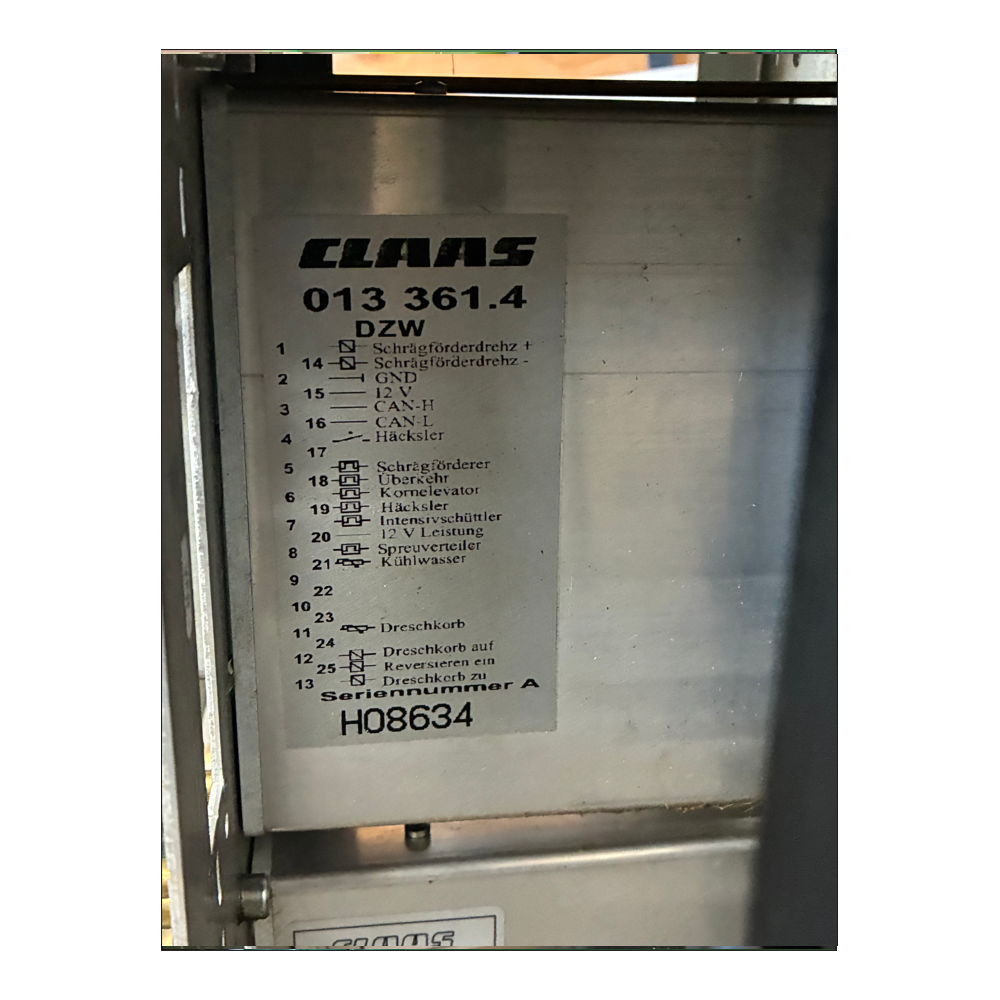 CLAAS
013 361.4
DZW
1 Schrägförderdrehz +
14 Schrägförderdrehz -
2 GND
15 12 V
3 CAN-H
16 CAN-L
4 Häcksler
17
5 Schrägförderer
18 Überkehr
6 Kornelevator
19 Häcksler
7 Intensivschüttler
20 12 V Leistung
8 Spreuverteiler
21 Kühlwasser
9
22
10
23
11 Dreschkorb
24
12 Dreschkorb auf
25 Reversieren ein
13 Dreschkorb zu
Seriennummer A
H08634
CLAAS